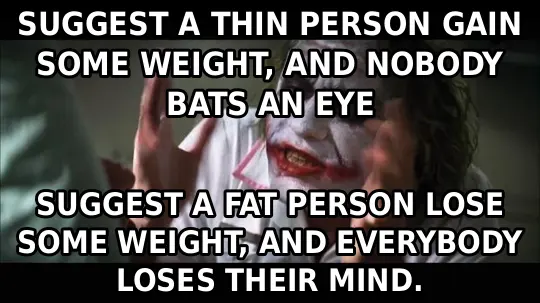 SUGGEST A THIN PERSON GAIN
SOME WEIGHT, AND NOBODY
BATS AN EYE
SUGGEST A FAT PERSON LOSE
SOME WEIGHT, AND EVERYBODY
LOSES THEIR MIND.